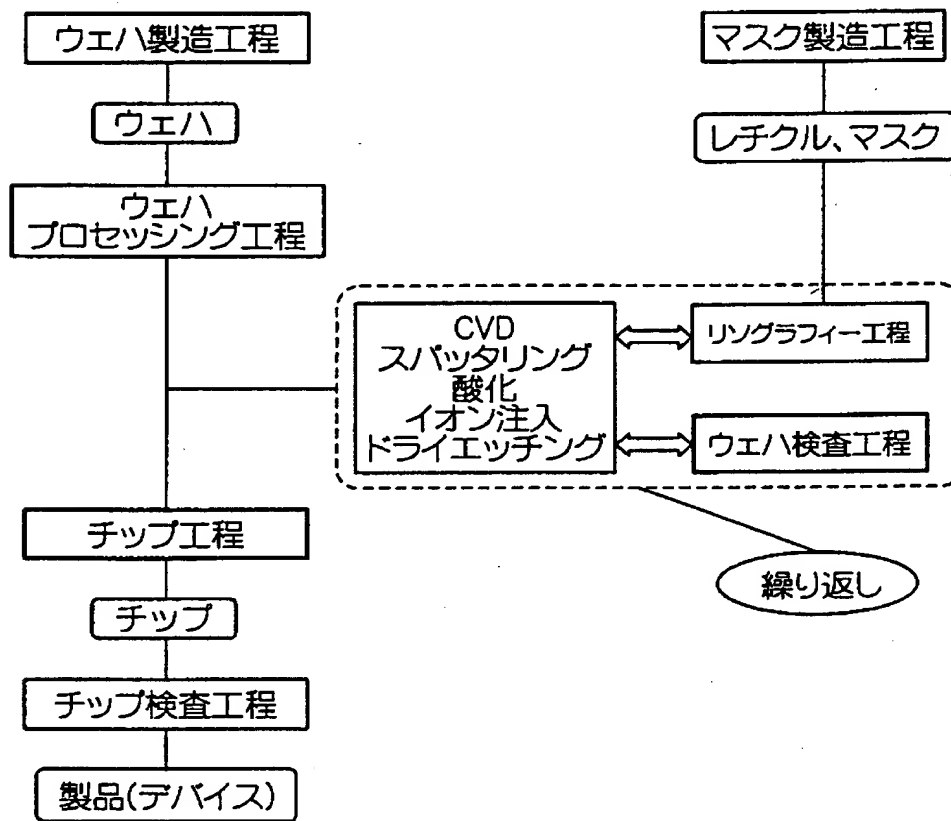 ウェハ製造工程
ウェハ
ウェハ
プロセッシング工程
マスク製造工程
レチクル、マスク
CVD
スパッタリング
酸化
イオン注入
ドライエッチング
リソグラフィー工程
ウェハ検査工程
繰り返し
チップ工程
チップ
チップ検査工程
製品(デバイス)